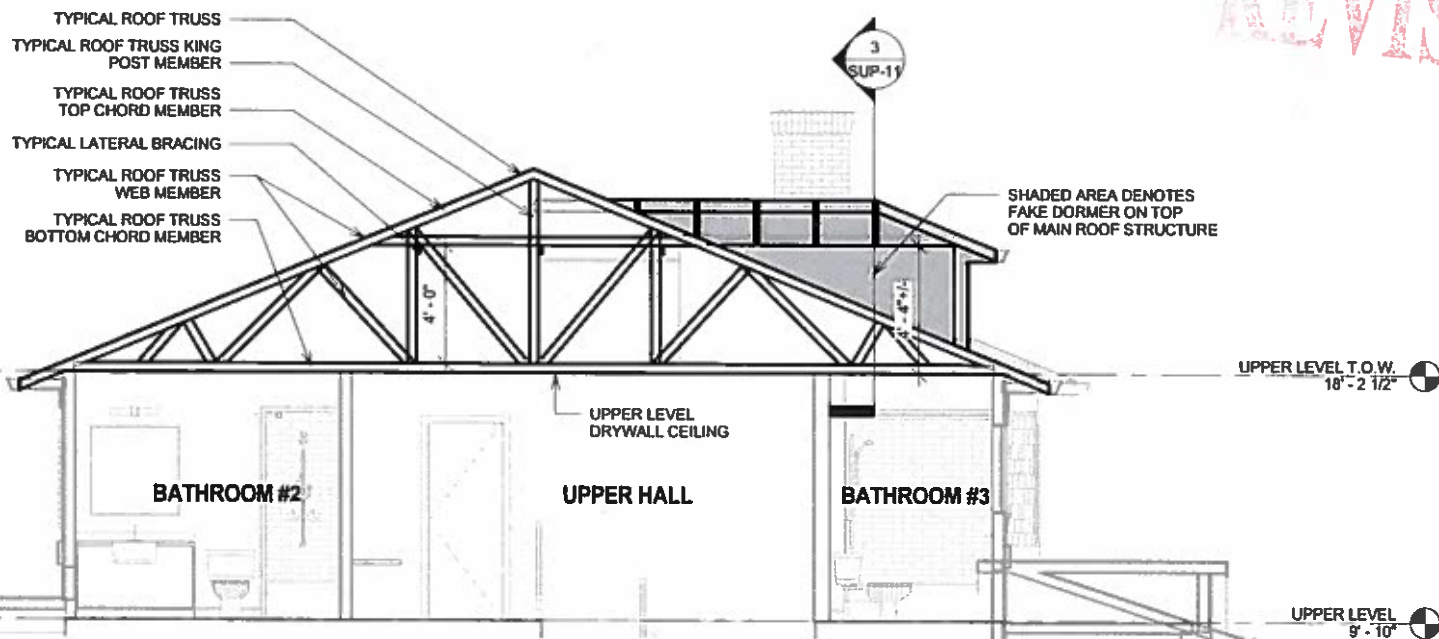 TYPICAL ROOF TRUSS
TYPICAL ROOF TRUSS KING
POST MEMBER
TYPICAL ROOF TRUSS
TOP CHORD MEMBER
TYPICAL LATERAL BRACING
TYPICAL ROOF TRUSS
WEB MEMBER
TYPICAL ROOF TRUSS
BOTTOM CHORD MEMBER
3
SUP-11
SHADED AREA DENOTES
FAKE DORMER ON TOP
OF MAIN ROOF STRUCTURE
4' - 0"
4' - 4"+/-
UPPER LEVEL T.O.W.
18' - 2 1/2"
UPPER LEVEL
DRYWALL CEILING
BATHROOM #2
UPPER HALL
BATHROOM #3
UPPER LEVEL
9' - 10"